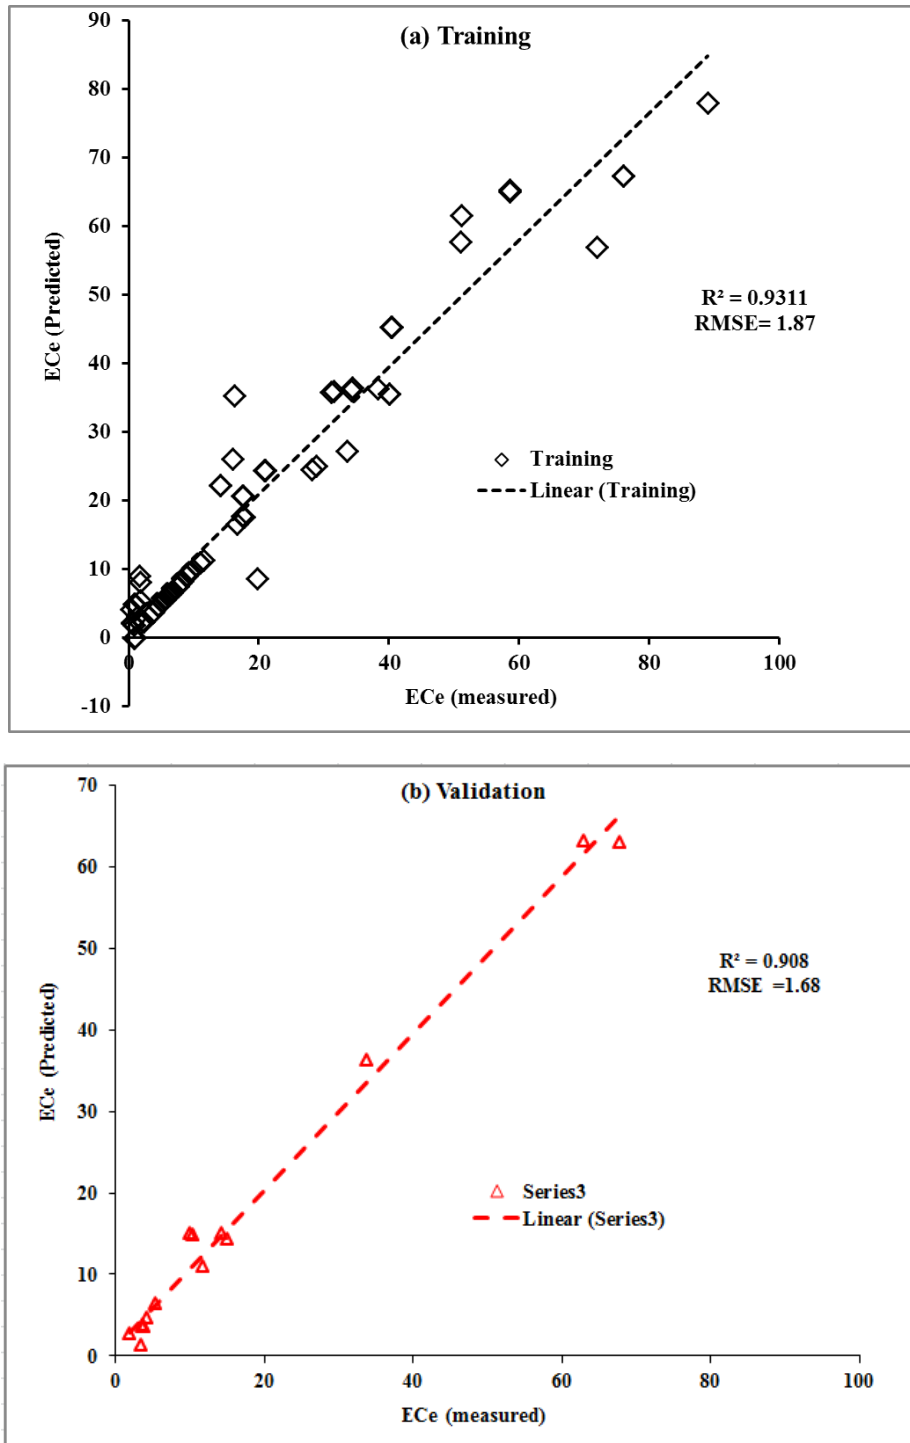 (a) Training
90
80
70
60
50
40
30
20
10
0
-10
ECe (Predicted)
R² = 0.9311
RMSE= 1.87
Training
Linear (Training)
0 20 40 60 80 100
ECe (measured)
(b) Validation
70
60
50
40
30
20
10
0
ECe (Predicted)
R² = 0.908
RMSE =1.68
Series3
Linear (Series3)
0 20 40 60 80 100
ECe (measured)